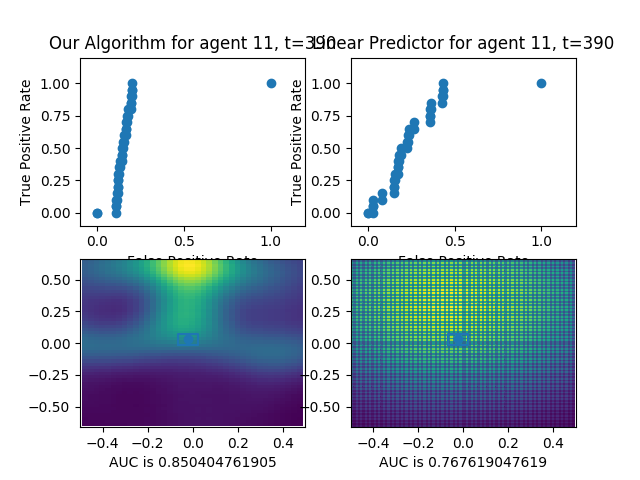 Our Algorithm for agent 11, t=390
Linear Predictor for agent 11, t=390
True Positive Rate
1.00
0.75
0.50
0.25
0.00
0.0 0.5 1.0
False Positive Rate
True Positive Rate
1.00
0.75
0.50
0.25
0.00
0.0 0.5 1.0
False Positive Rate
0.50
0.25
0.00
−0.25
−0.50
−0.4 −0.2 0.0 0.2 0.4
AUC is 0.850404761905
0.50
0.25
0.00
−0.25
−0.50
−0.4 −0.2 0.0 0.2 0.4
AUC is 0.767619047619